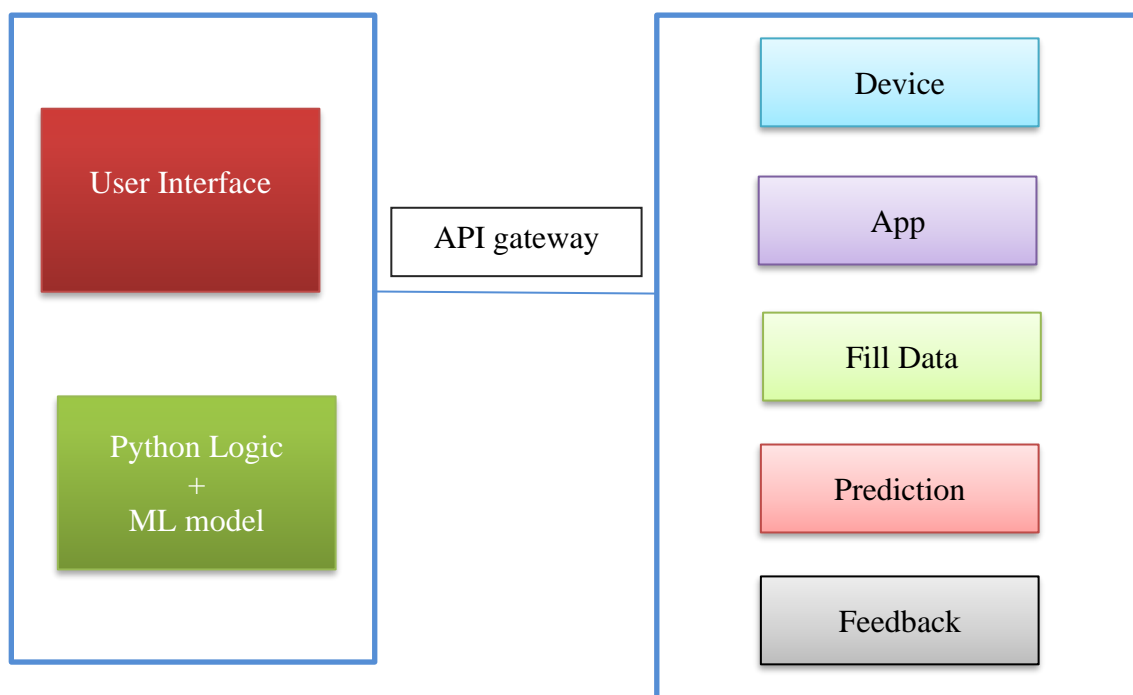 User Interface
Python Logic
+
ML model
API gateway
Device
App
Fill Data
Prediction
Feedback